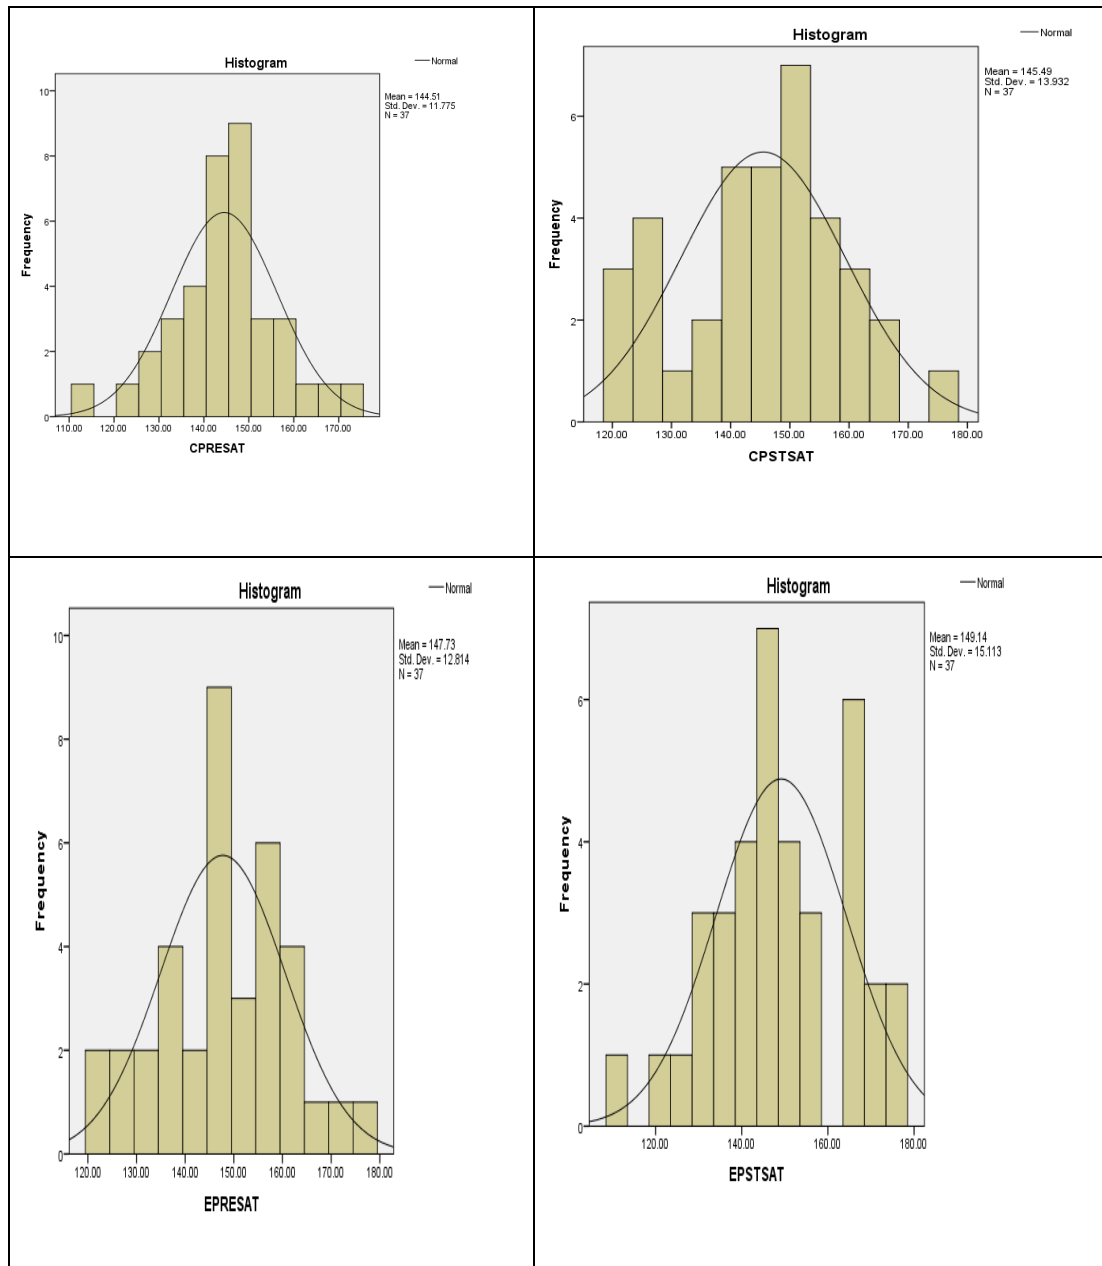 Histogram
Normal
Mean = 144.51
Std. Dev. = 11.775
N = 37
10
8
6
4
2
0
Frequency
110.00 120.00 130.00 140.00 150.00 160.00 170.00
CPRESAT
Histogram
Normal
Mean = 145.49
Std. Dev. = 13.932
N = 37
6
4
2
0
Frequency
120.00 130.00 140.00 150.00 160.00 170.00 180.00
CPSTSAT
Histogram
Normal
Mean = 147.73
Std. Dev. = 12.814
N = 37
10
8
6
4
2
0
Frequency
120.00 130.00 140.00 150.00 160.00 170.00 180.00
EPRESAT
Histogram
Normal
Mean = 149.14
Std. Dev. = 15.113
N = 37
6
4
2
0
Frequency
120.00 140.00 160.00 180.00
EPSTSAT